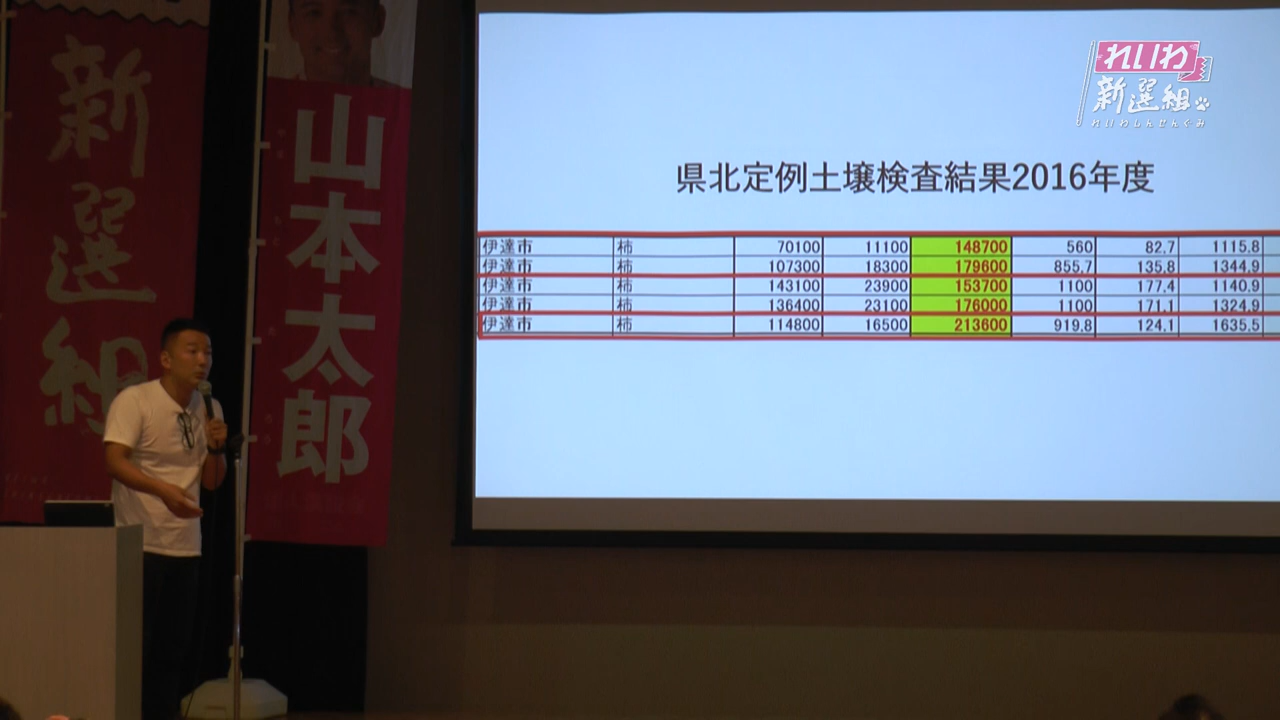 新選組
山本太郎
れいわ
新選組
れいわしんせんぐみ
県北定例土壌検査結果2016年度
伊達市 柿 70100 11100 148700 560 82.7 1115.8
伊達市 柿 107300 18300 179600 855.7 135.8 1344.9
伊達市 柿 143100 23900 153700 1100 177.4 1140.9
伊達市 柿 136400 23100 176000 1100 171.1 1324.9
伊達市 柿 114800 16500 213600 919.8 124.1 1635.5